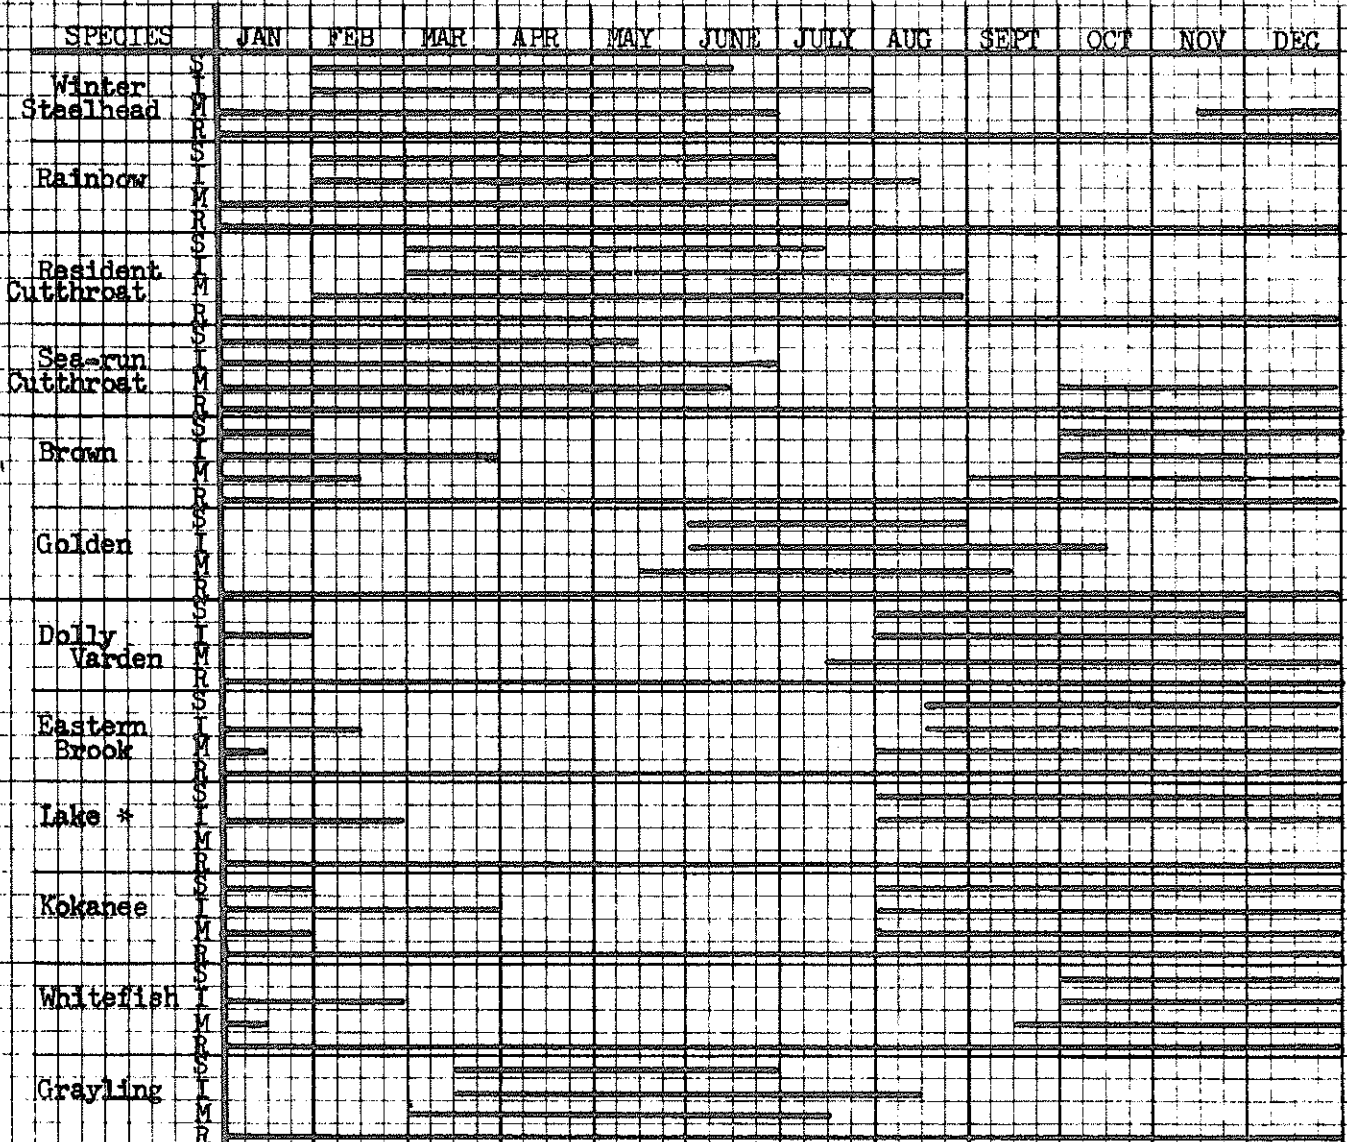 SPECIES JAN FEB MAR APR MAY JUNE JULY AUG SEPT OCT NOV DEC
S
Winter I
Steelhead M
R
S
Rainbow I
M
R
S
Resident I
Cutthroat M
R
S
Sea-run I
Cutthroat M
R
S
Brown I
M
R
S
Golden I
M
R
S
Dolly I
Varden M
R
S
Eastern I
Brook M
R
S
Lake * I
M
R
S
Kokanee I
M
R
S
Whitefish I
M
R
S
Grayling I
M
R